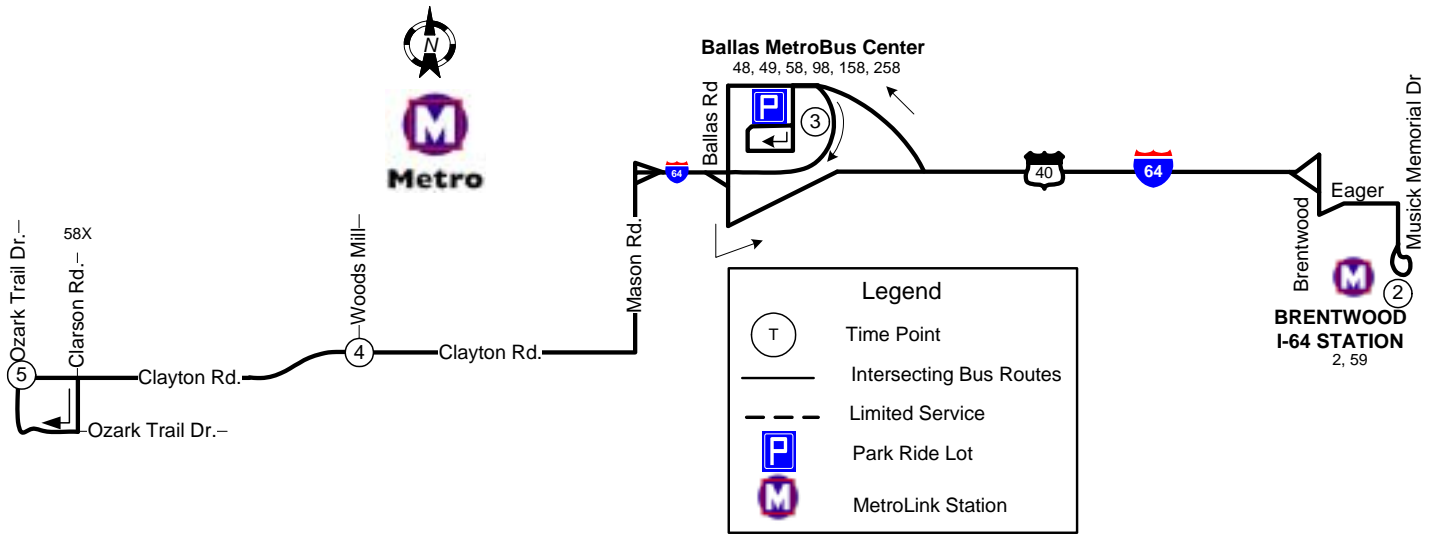 N
M
Metro
Ballas MetroBus Center
48, 49, 58, 98, 158, 258
Ballas Rd
P
3
64
40
64
Musick Memorial Dr
Eager
Brentwood
M
2
BRENTWOOD
I-64 STATION
2, 59
Ozark Trail Dr.
58X
Clarson Rd.
Woods Mill
Mason Rd.
4
Clayton Rd.
5
Clayton Rd.
Ozark Trail Dr.
Legend
T Time Point
Intersecting Bus Routes
Limited Service
P Park Ride Lot
M MetroLink Station